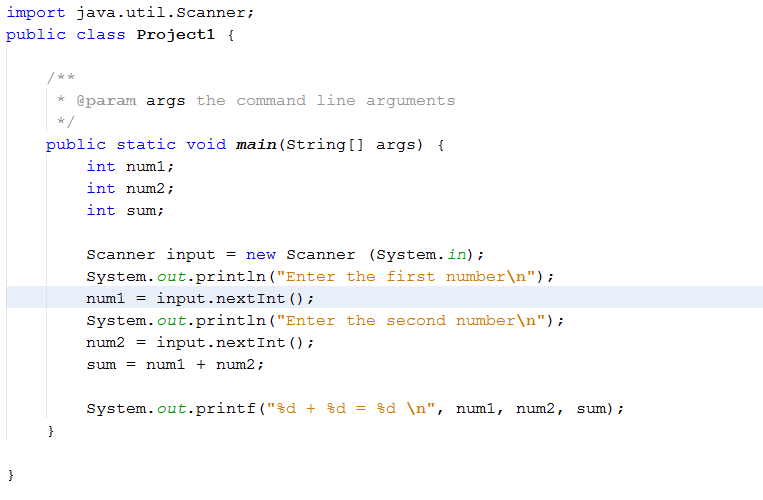 import java.util.Scanner;
public class Project1 {
/**
* @param args the command line arguments
*/
public static void main(String[] args) {
int num1;
int num2;
int sum;
Scanner input = new Scanner (System.in);
System.out.println("Enter the first number\n");
num1 = input.nextInt();
System.out.println("Enter the second number\n");
num2 = input.nextInt();
sum = num1 + num2;
System.out.printf("%d + %d = %d \n", num1, num2, sum);
}
}